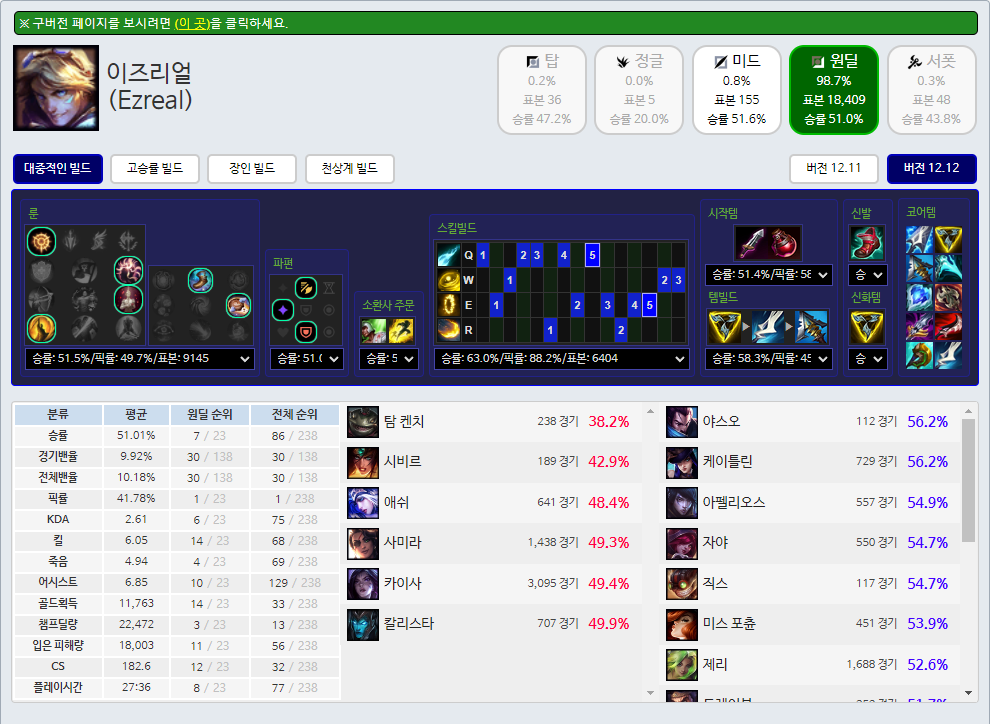 ※ 구버전 페이지를 보시려면 (이 곳)을 클릭하세요.
이즈리얼
(Ezreal)
탑
0.2%
표본 36
승률 47.2%
정글
0.0%
표본 5
승률 20.0%
미드
0.8%
표본 155
승률 51.6%
원딜
98.7%
표본 18,409
승률 51.0%
서폿
0.3%
표본 48
승률 43.8%
대중적인 빌드
고승률 빌드
장인 빌드
천상계 빌드
버전 12.11
버전 12.12
룬
승률: 51.5%/픽률: 49.7%/표본: 9145
파편
승률: 51.0
소환사 주문
승률: 5
스킬빌드
Q 1 2 3 4 5
W 1 2 3
E 1 2 3 4 5
R 1 2
승률: 63.0%/픽률: 88.2%/표본: 6404
시작템
승률: 51.4%/픽률: 58
템빌드
승률: 58.3%/픽률: 45
신발
승
신화템
승
코어템
분류 평균 원딜 순위 전체 순위
승률 51.01% 7 / 23 86 / 238
경기밴율 9.92% 30 / 138 30 / 138
전체밴율 10.18% 30 / 138 30 / 138
픽률 41.78% 1 / 23 1 / 238
KDA 2.61 6 / 23 75 / 238
킬 6.05 14 / 23 68 / 238
죽음 4.94 4 / 23 69 / 238
어시스트 6.85 10 / 23 129 / 238
골드획득 11,763 14 / 23 33 / 238
챔프딜량 22,472 3 / 23 13 / 238
입은 피해량 18,003 11 / 23 56 / 238
CS 182.6 12 / 23 32 / 238
플레이시간 27:36 8 / 23 77 / 238
탐 켄치 238 경기 38.2%
시비르 189 경기 42.9%
애쉬 641 경기 48.4%
사미라 1,438 경기 49.3%
카이사 3,095 경기 49.4%
칼리스타 707 경기 49.9%
야스오 112 경기 56.2%
케이틀린 729 경기 56.2%
아펠리오스 557 경기 54.9%
자야 550 경기 54.7%
직스 117 경기 54.7%
미스 포츈 451 경기 53.9%
제리 1,688 경기 52.6%